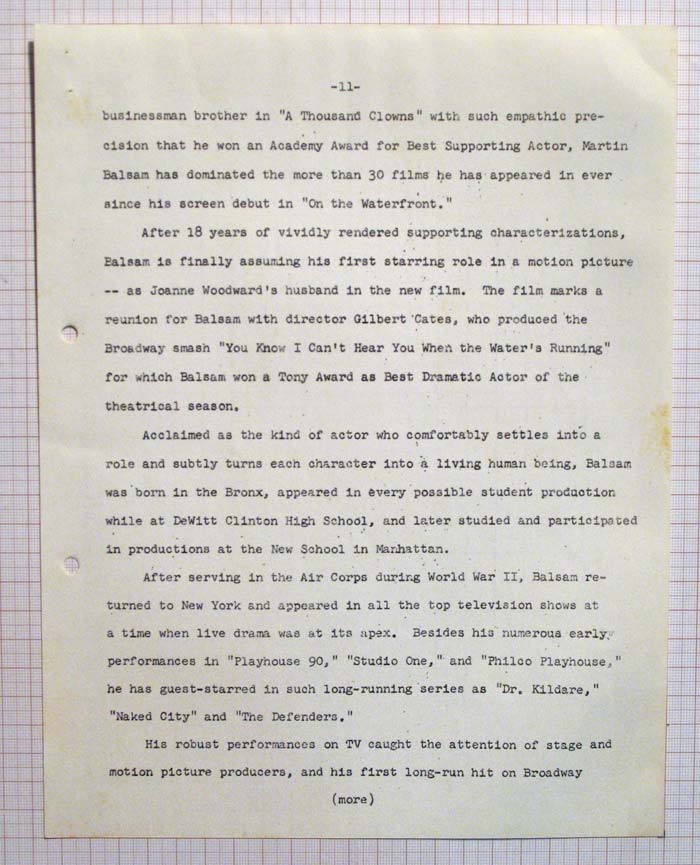 -11-
businessman brother in "A Thousand Clowns" with such empathic pre-
cision that he won an Academy Award for Best Supporting Actor, Martin
Balsam has dominated the more than 30 films he has appeared in ever
since his screen debut in "On the Waterfront."
After 18 years of vividly rendered supporting characterizations,
Balsam is finally assuming his first starring role in a motion picture
-- as Joanne Woodward's husband in the new film. The film marks a
reunion for Balsam with director Gilbert Cates, who produced the
Broadway smash "You Know I Can't Hear You When the Water's Running"
for which Balsam won a Tony Award as Best Dramatic Actor of the
theatrical season.
Acclaimed as the kind of actor who comfortably settles into a
role and subtly turns each character into a living human being, Balsam
was born in the Bronx, appeared in every possible student production
while at DeWitt Clinton High School, and later studied and participated
in productions at the New School in Manhattan.
After serving in the Air Corps during World War II, Balsam re-
turned to New York and appeared in all the top television shows at
a time when live drama was at its apex. Besides his numerous early
performances in "Playhouse 90," "Studio One," and "Philco Playhouse,"
he has guest-starred in such long-running series as "Dr. Kildare,"
"Naked City" and "The Defenders."
His robust performances on TV caught the attention of stage and
motion picture producers, and his first long-run hit on Broadway
(more)